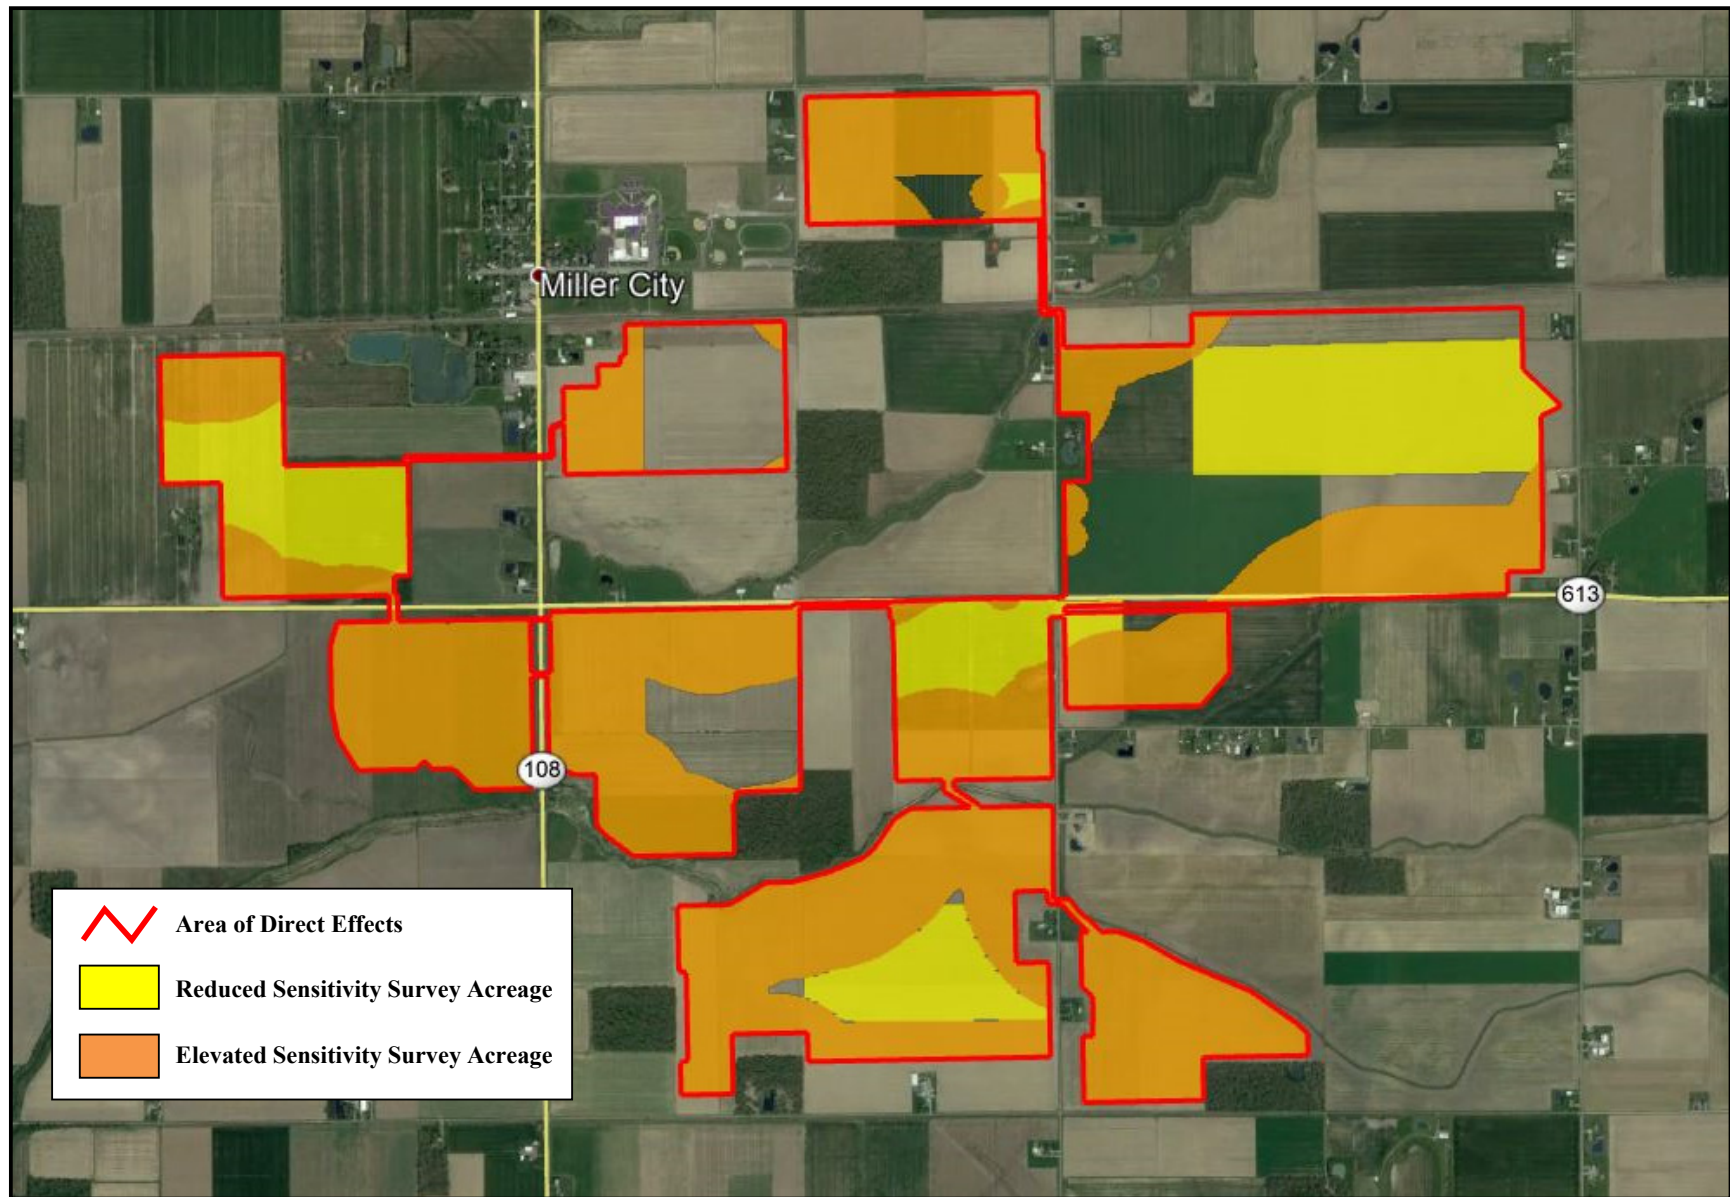 Miller City
613
108
Area of Direct Effects
Reduced Sensitivity Survey Acreage
Elevated Sensitivity Survey Acreage